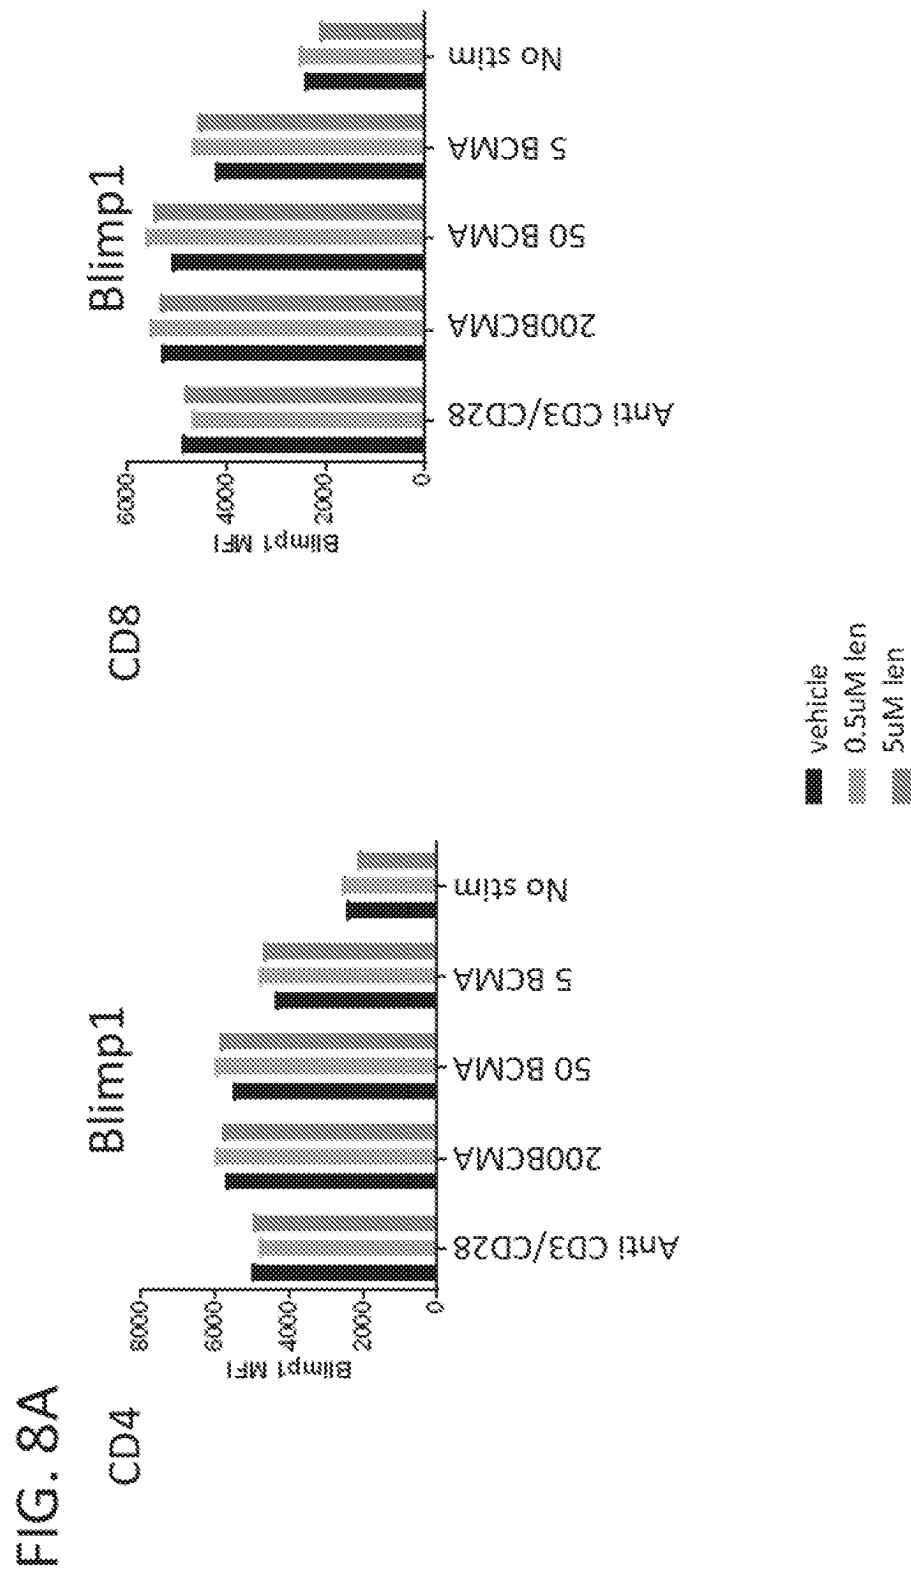 FIG. 8A
CD4
Blimp1
Blimp1 MFI
8000
6000
4000
2000
0
Anti CD3/CD28
200BCMA
50 BCMA
5 BCMA
No stim
CD8
Blimp1
Blimp1 MFI
6000
4000
2000
0
Anti CD3/CD28
200BCMA
50 BCMA
5 BCMA
No stim
vehicle
0.5uM len
5uM len